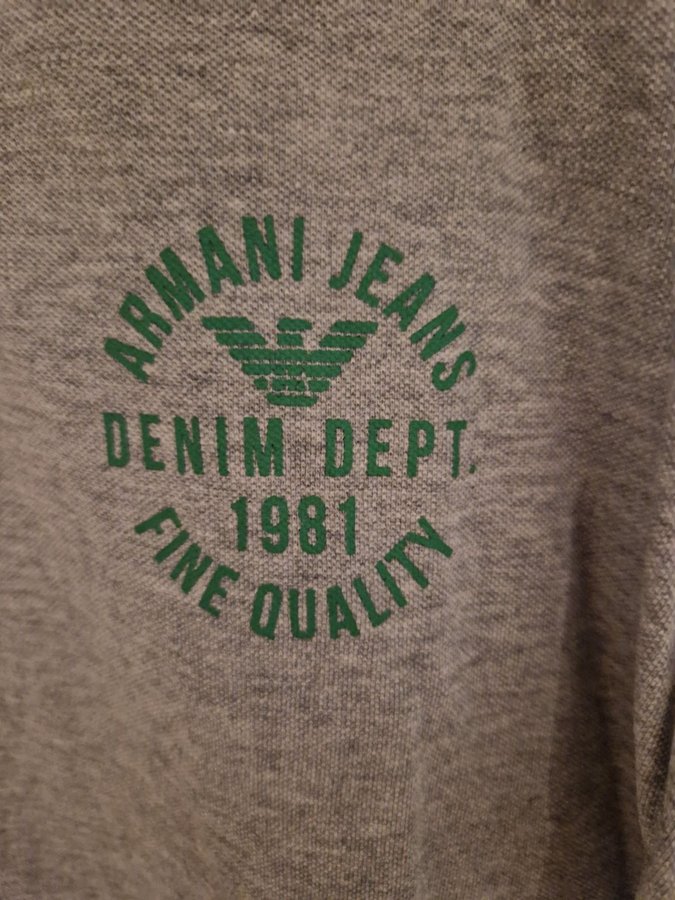 ARMANI JEANS
DENIM DEPT.
1981
FINE QUALITY